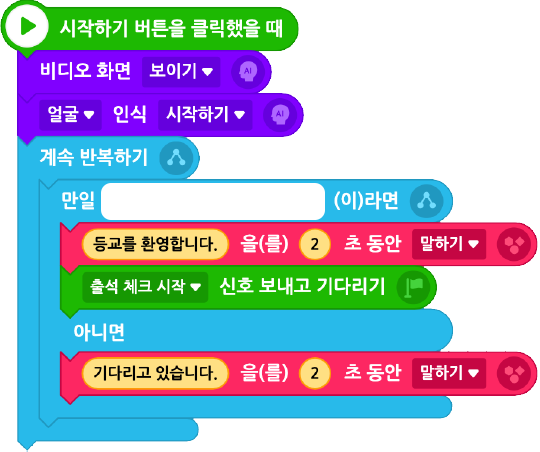 시작하기 버튼을 클릭했을 때
비디오 화면 보이기 AI
얼굴 인식 시작하기 AI
계속 반복하기
만일 (이)라면
등교를 환영합니다. 을(를) 2 초 동안 말하기
출석 체크 시작 신호 보내고 기다리기
아니면
기다리고 있습니다. 을(를) 2 초 동안 말하기